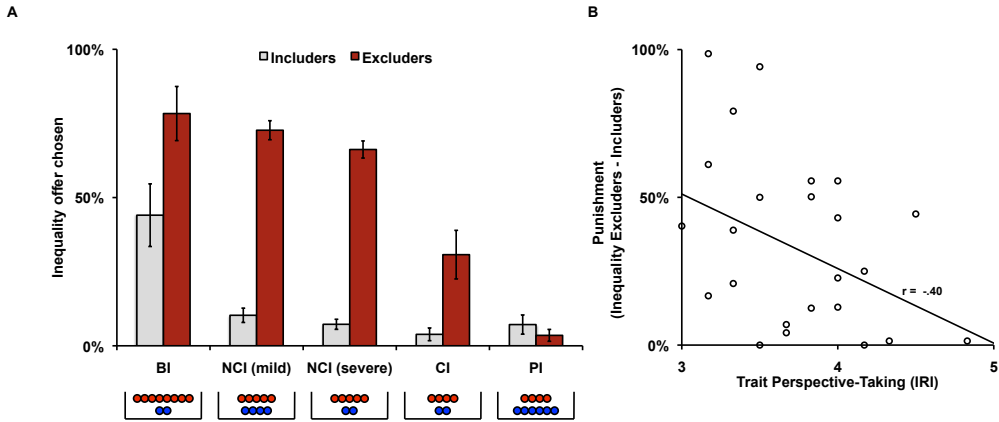 A
100%
50%
0%
Inequality offer chosen
Includers
Excluders
BI
NCI (mild)
NCI (severe)
CI
PI
B
100%
50%
0%
Punishment
(Inequality Excluders - Includers)
r = -.40
3
4
5
Trait Perspective-Taking (IRI)